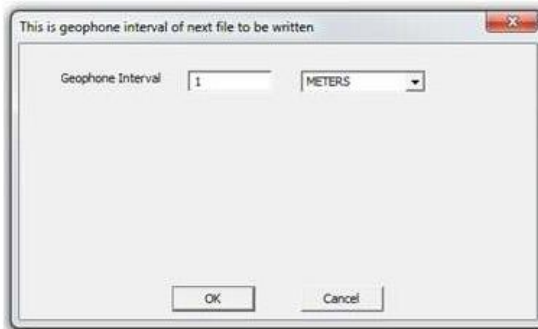 This is geophone interval of next file to be written
Geophone Interval 1 METERS
OK Cancel